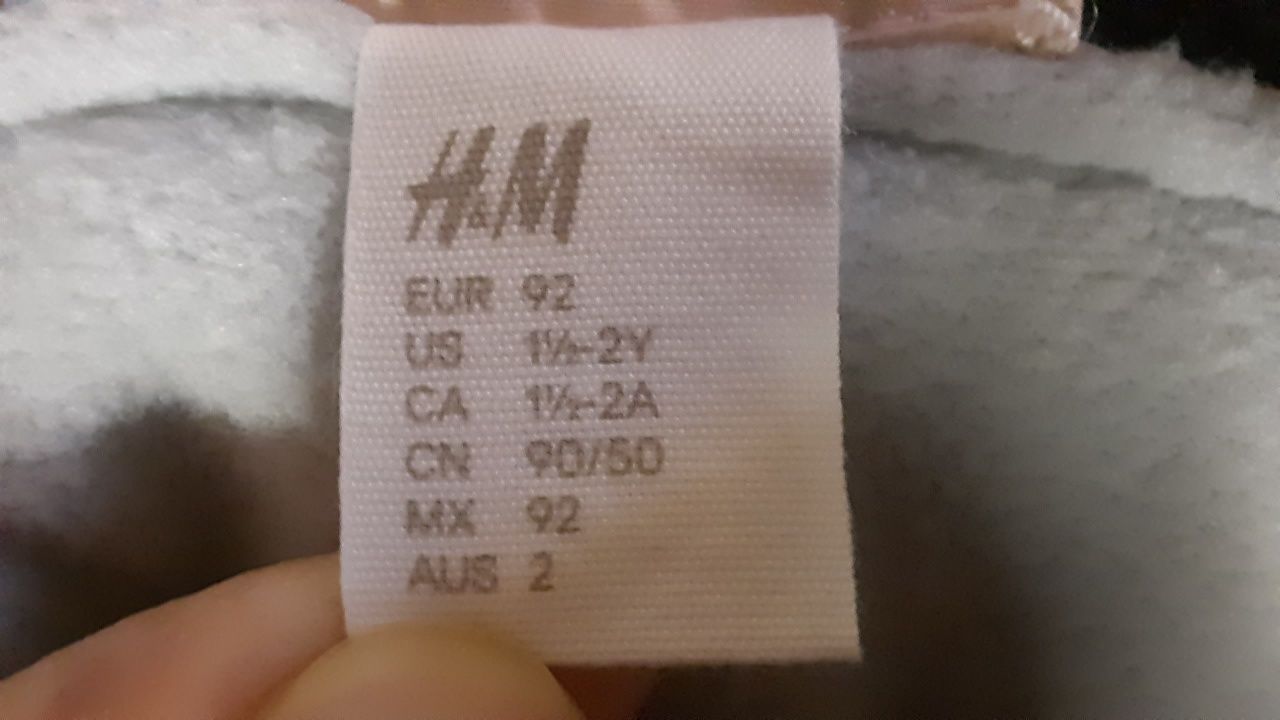 H&M
EUR 92
US 1½-2Y
CA 1½-2A
CN 90/50
MX 92
AUS 2